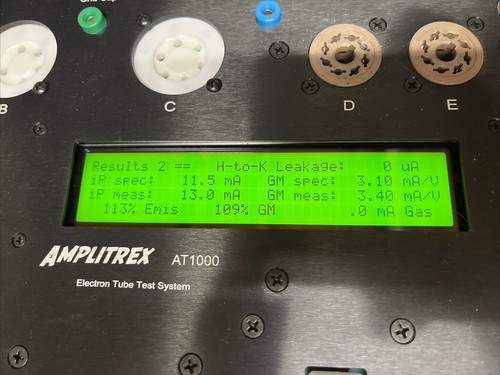 B
C
D
E
Results 2 == H-to-K Leakage: 0 uA
iP spec: 11.5 mA GM spec: 3.10 mA/V
iP meas: 13.0 mA GM meas: 3.40 mA/V
113% Emis 109% GM .0 mA Gas
AMPLITREX AT1000
Electron Tube Test System